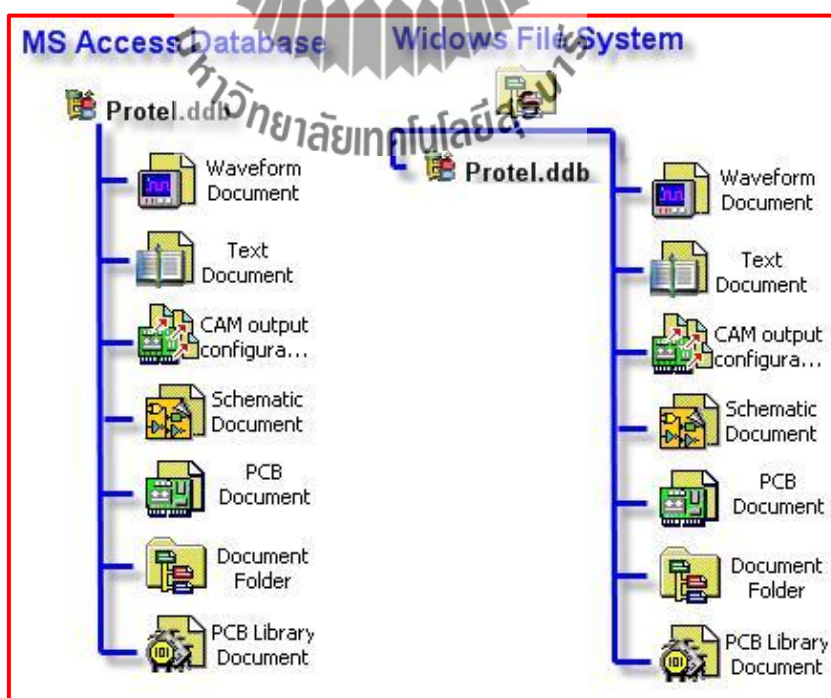 MS Access Database
Widows File System
Protel.ddb
Waveform
Document
Text
Document
CAM output
configura...
Schematic
Document
PCB
Document
Document
Folder
PCB Library
Document
Protel.ddb
Waveform
Document
Text
Document
CAM output
configura...
Schematic
Document
PCB
Document
Document
Folder
PCB Library
Document